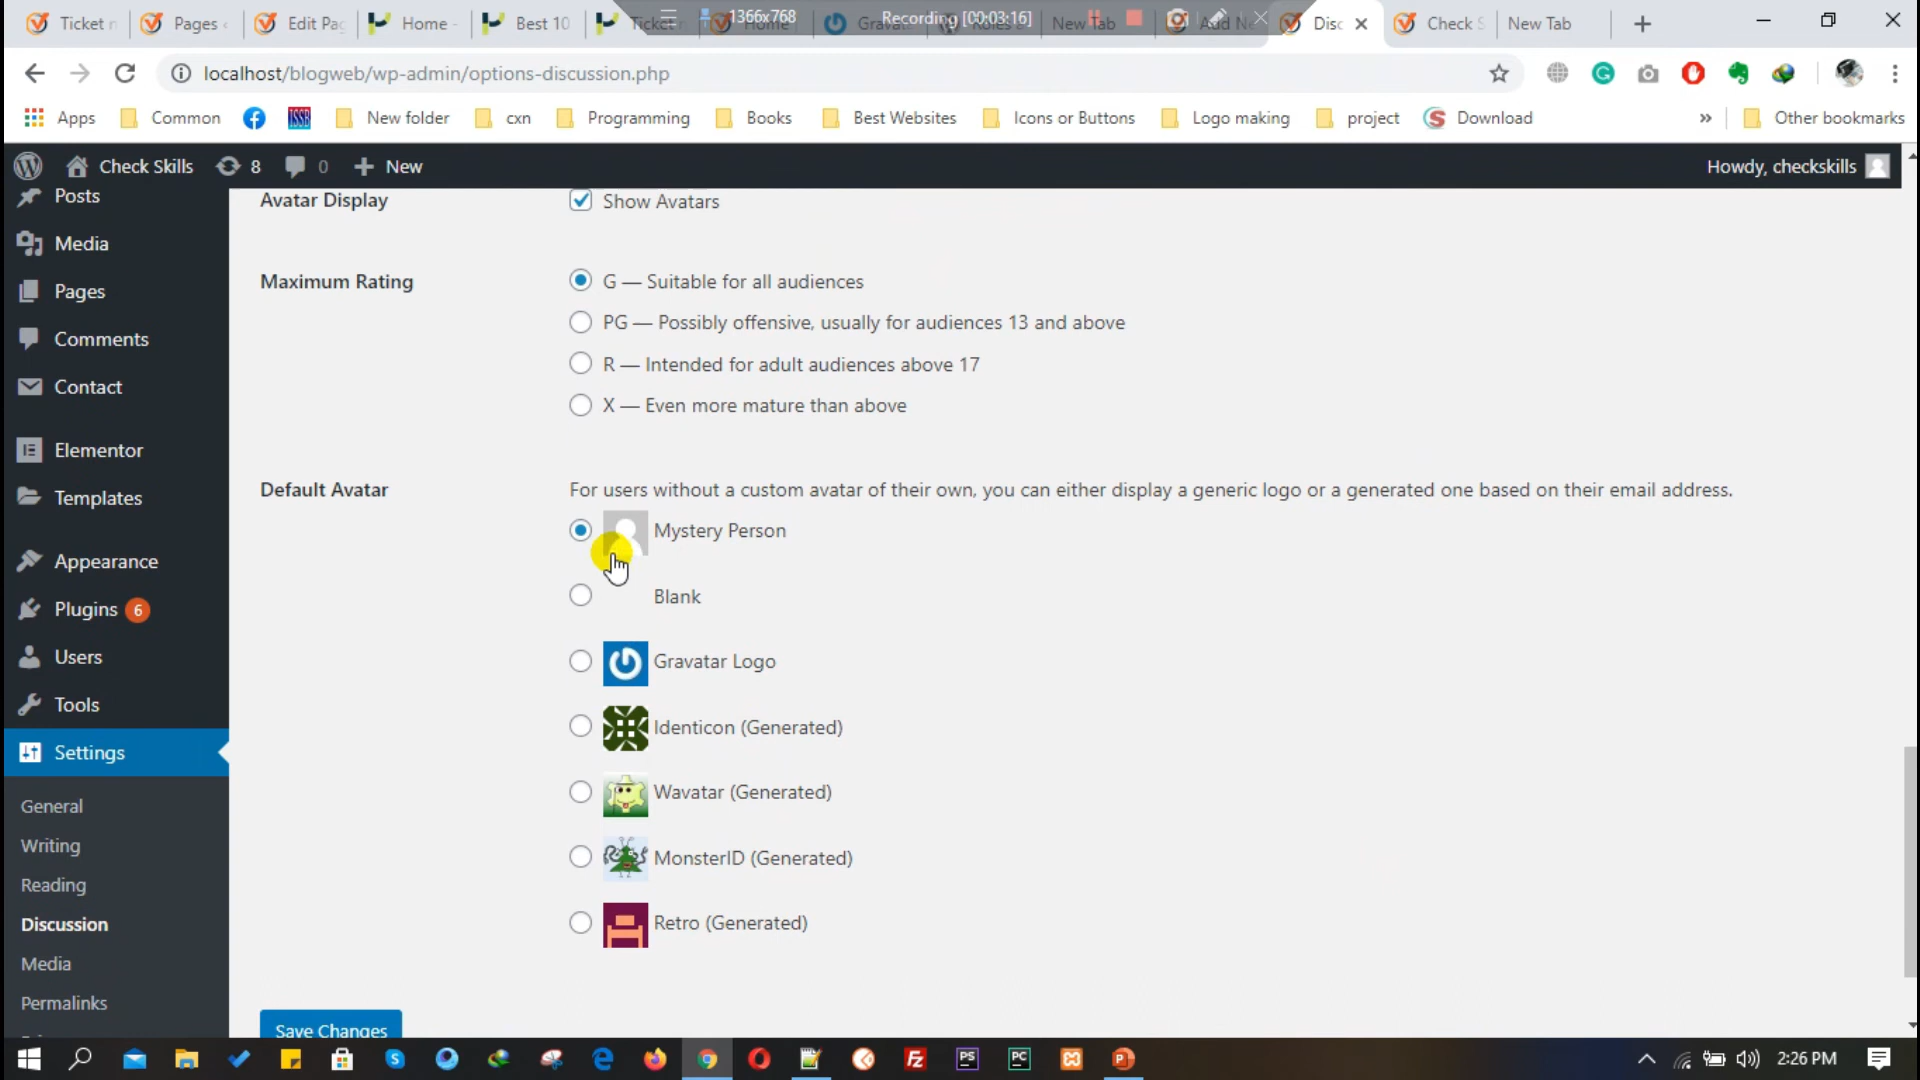 Ticket n
Pages
Edit Pag
Home -
Best 10
1366x768
Recording [00:03:16]
New Tab
Add Ne
Disc
Check S
New Tab
localhost/blogweb/wp-admin/options-discussion.php
Apps
Common
ISSB
New folder
cxn
Programming
Books
Best Websites
Icons or Buttons
Logo making
project
Download
»
Other bookmarks
Check Skills
8
0
New
Howdy, checkskills
Posts
Media
Pages
Comments
Contact
Elementor
Templates
Appearance
Plugins 6
Users
Tools
Settings
General
Writing
Reading
Discussion
Media
Permalinks
Avatar Display
Show Avatars
Maximum Rating
G — Suitable for all audiences
PG — Possibly offensive, usually for audiences 13 and above
R — Intended for adult audiences above 17
X — Even more mature than above
Default Avatar
For users without a custom avatar of their own, you can either display a generic logo or a generated one based on their email address.
Mystery Person
Blank
Gravatar Logo
Identicon (Generated)
Wavatar (Generated)
MonsterID (Generated)
Retro (Generated)
Save Changes
2:26 PM